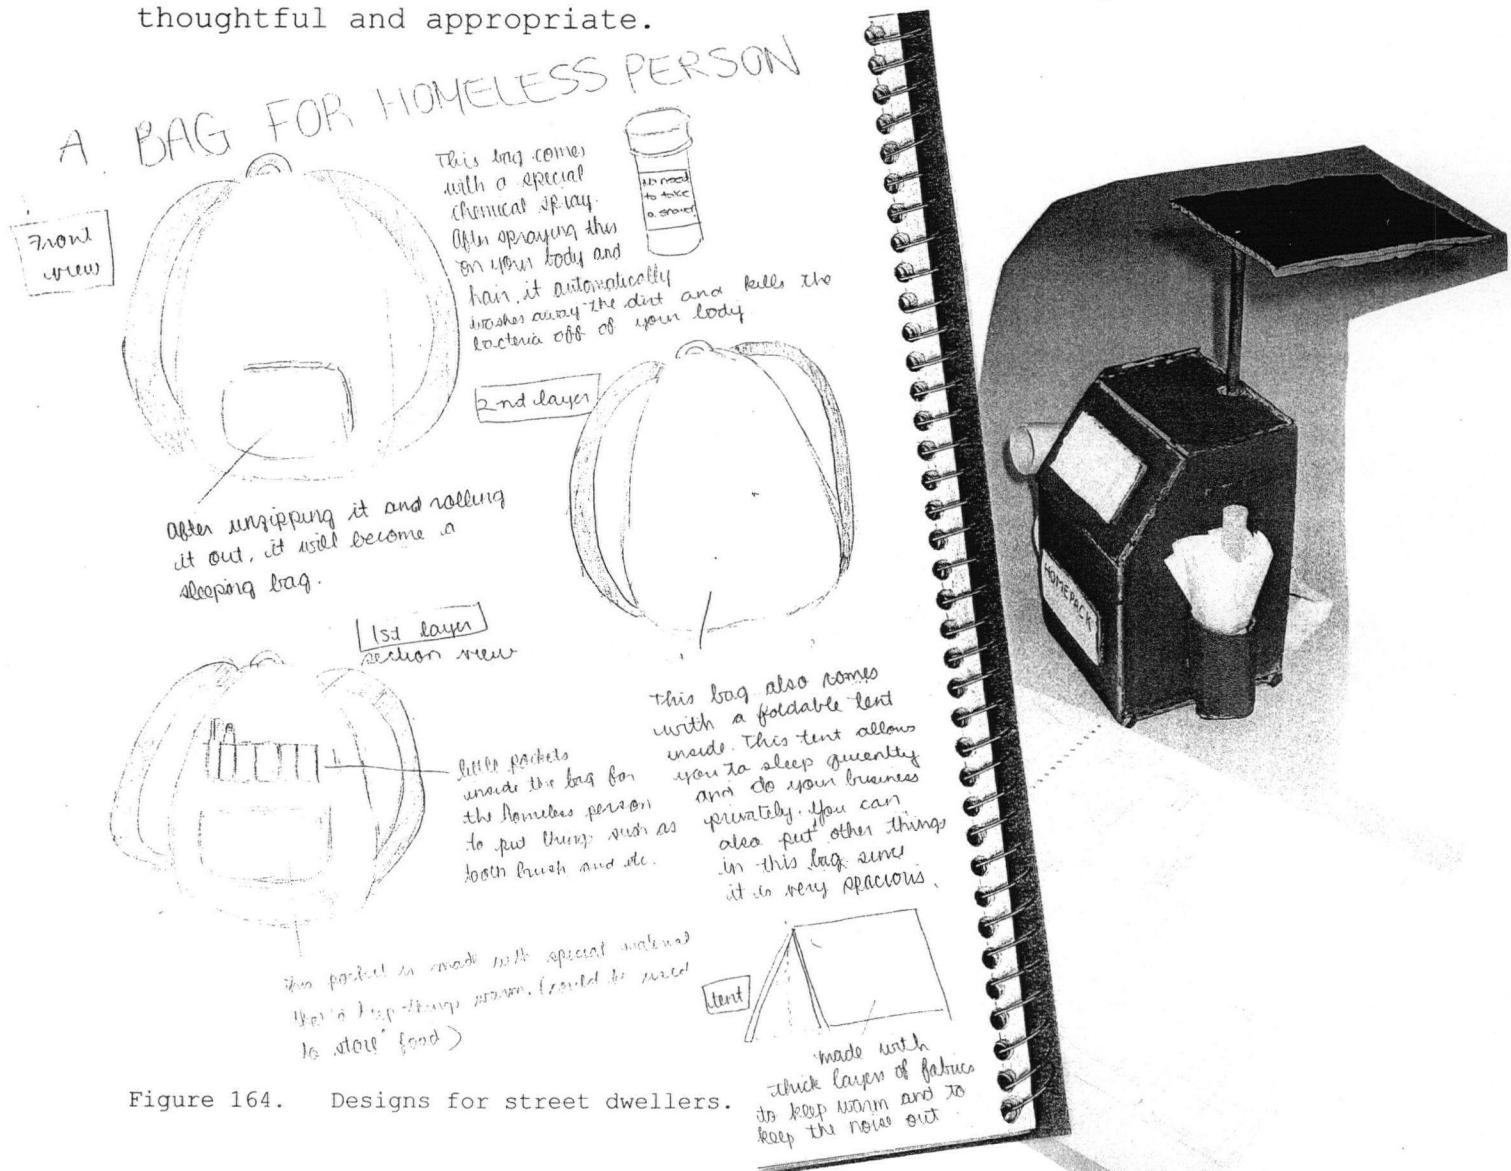 thoughtful and appropriate.
A BAG FOR HOMELESS PERSON
Front
view
This bag comes
with a special
chemical spray.
After spraying this
on your body and
hair, it automatically
washes away the dirt and kills the
bacteria off of your body
No need
to take
a
2nd layer
after unzipping it and rolling
it out, it will become a
sleeping bag.
1st layer
section view
little pockets
inside the bag for
the homeless person
to put things such as
tooth brush and etc.
This bag also comes
with a foldable tent
inside. This tent allows
you to sleep quiently
and do your business
privately. You can
also put other things
in this bag since
it is very spacious.
this pocket is made with special material
keep things warm. (could be used
to store food)
tent
made with
thick layers of fabrics
to keep warm and to
keep the noise out
HOMEPACK
Figure 164. Designs for street dwellers.